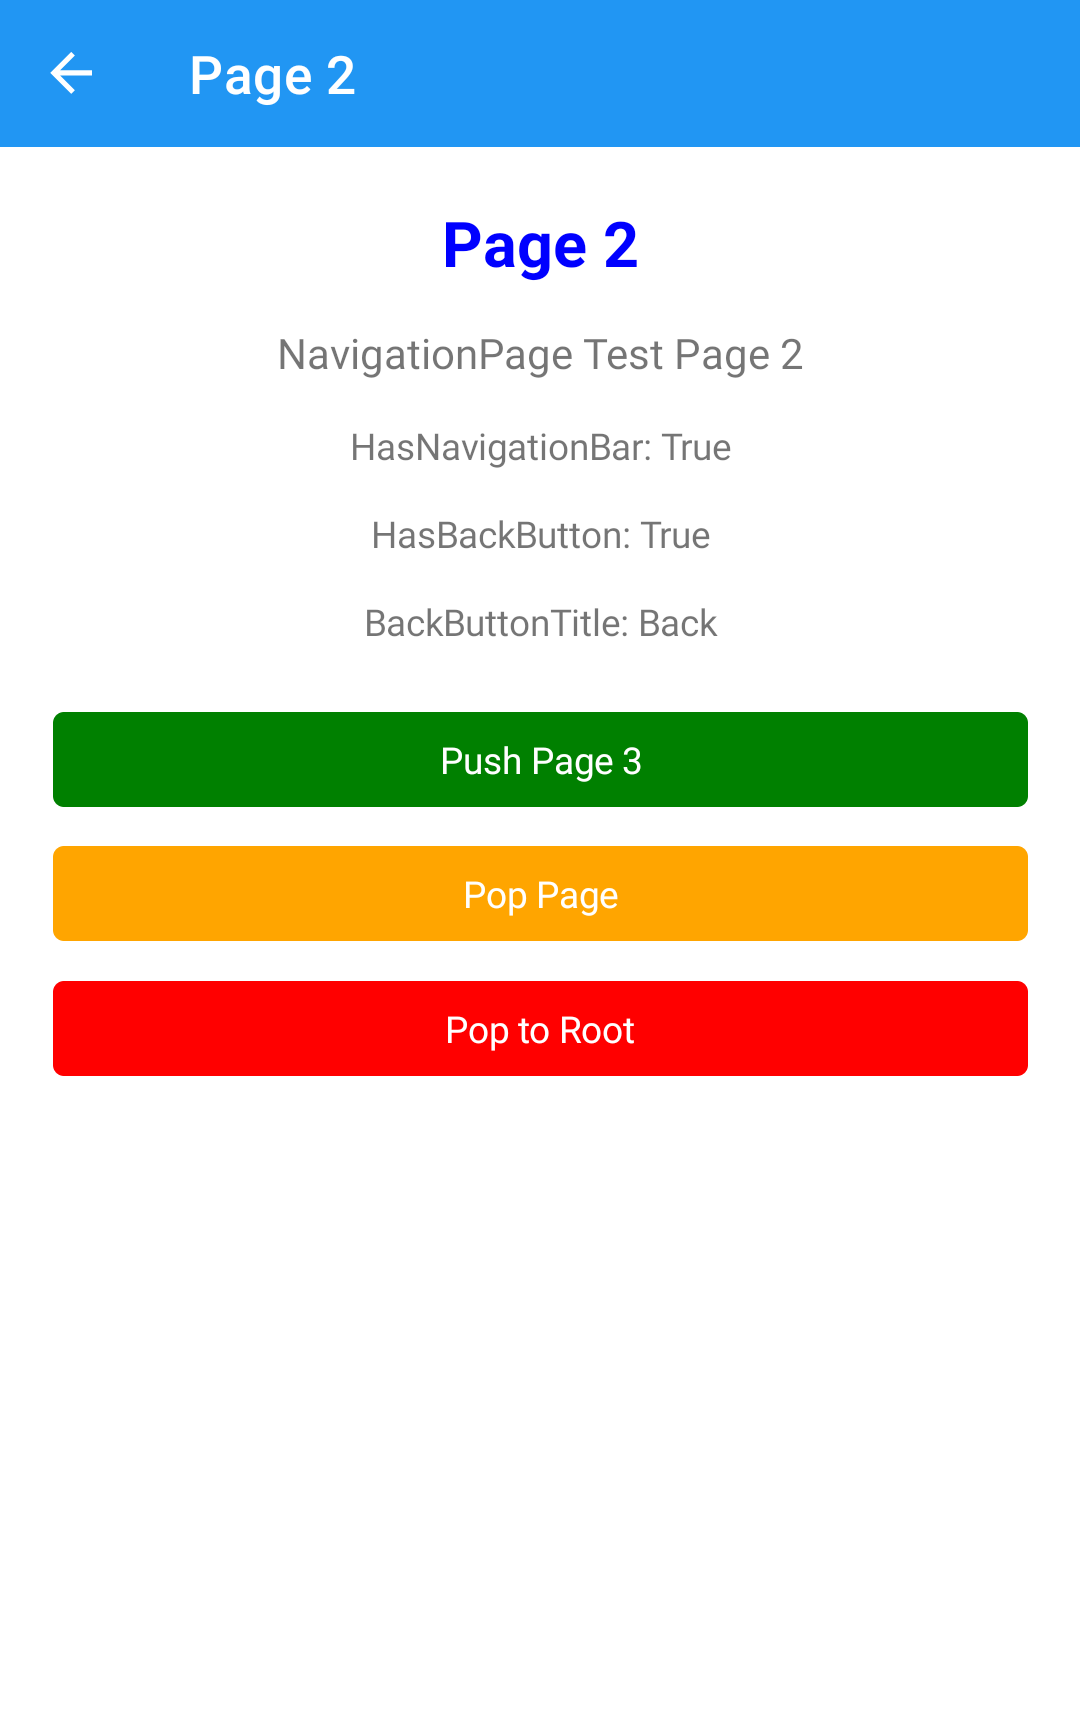 Page 2
Page 2
NavigationPage Test Page 2
HasNavigationBar: True
HasBackButton: True
BackButtonTitle: Back
Push Page 3
Pop Page
Pop to Root